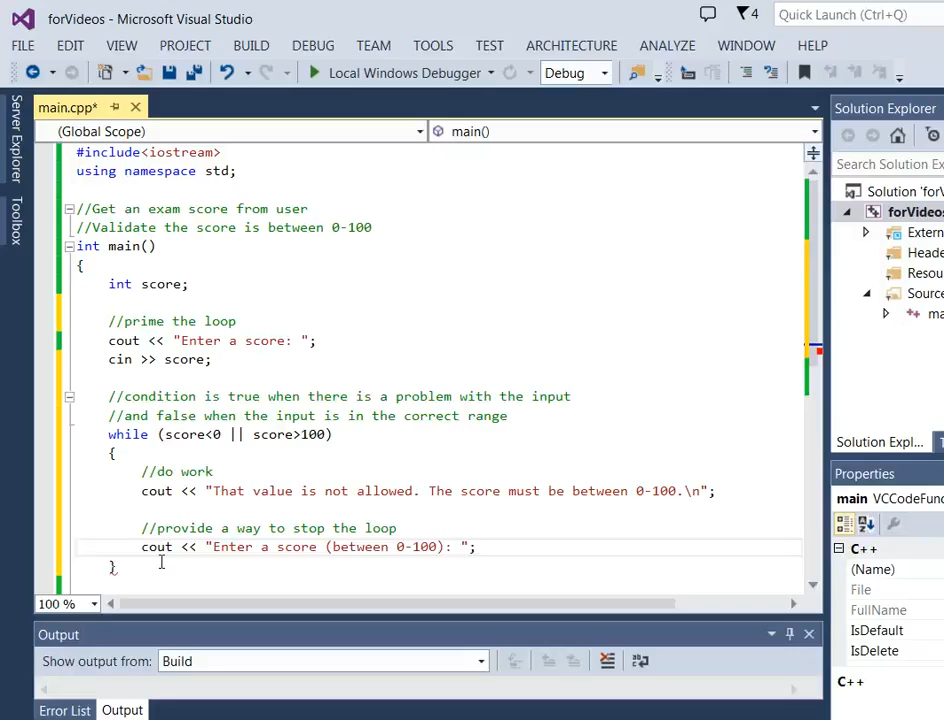 forVideos - Microsoft Visual Studio
4
Quick Launch (Ctrl+Q)
FILE EDIT VIEW PROJECT BUILD DEBUG TEAM TOOLS TEST ARCHITECTURE ANALYZE WINDOW HELP
Local Windows Debugger Debug
Server Explorer
Toolbox
main.cpp*
(Global Scope) main()
#include<iostream>
using namespace std;
//Get an exam score from user
//Validate the score is between 0-100
int main()
{
int score;
//prime the loop
cout << "Enter a score: ";
cin >> score;
//condition is true when there is a problem with the input
//and false when the input is in the correct range
while (score<0 || score>100)
{
//do work
cout << "That value is not allowed. The score must be between 0-100.\n";
//provide a way to stop the loop
cout << "Enter a score (between 0-100): ";
}
100 %
Output
Show output from: Build
Error List Output
Solution Explorer
Search Solution Ex
Solution 'forV
forVideos
Extern
Heade
Resou
Source
ma
Solution Expl...
Properties
main VCCodeFunc
C++
(Name)
File
FullName
IsDefault
IsDelete
C++